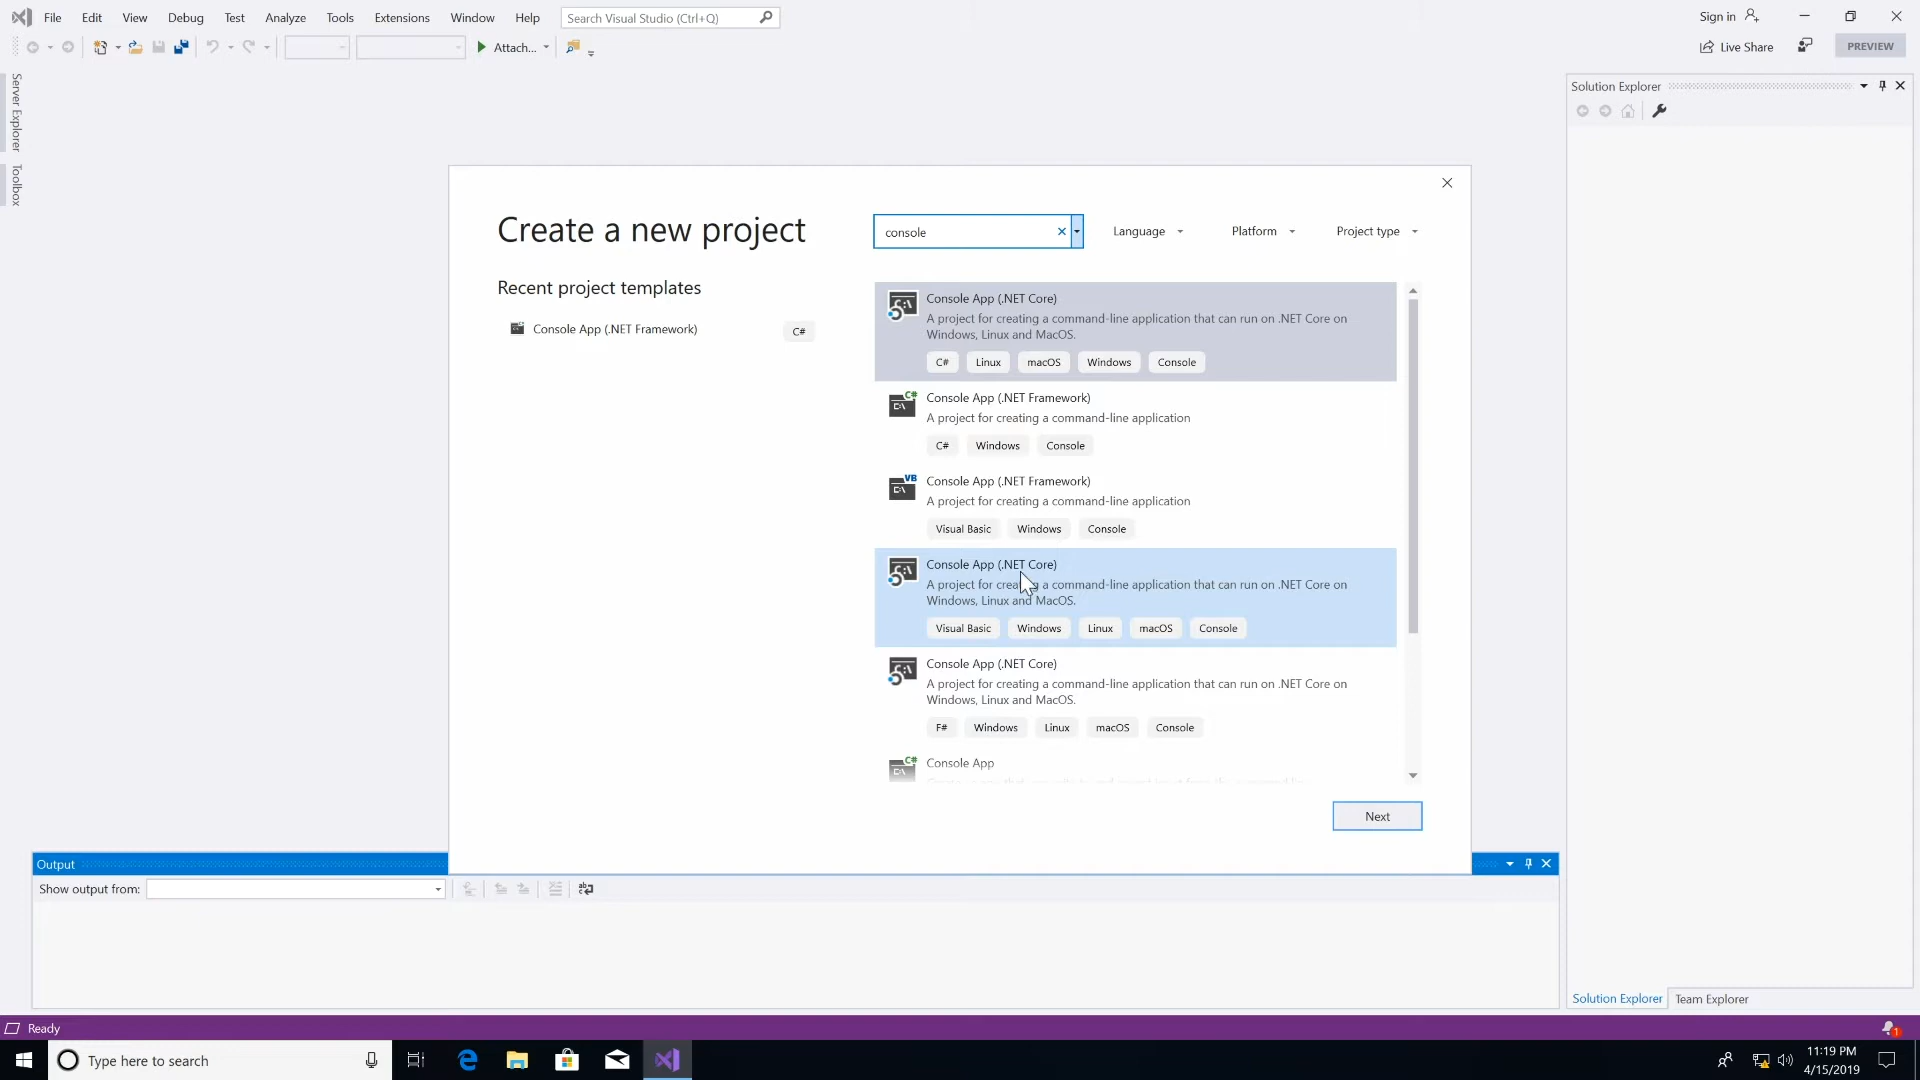 File Edit View Debug Test Analyze Tools Extensions Window Help Search Visual Studio (Ctrl+Q) Sign in
Attach... Live Share PREVIEW
Server Explorer
Toolbox
Solution Explorer
Create a new project
console
Language Platform Project type
Recent project templates
Console App (.NET Framework) C#
Console App (.NET Core)
A project for creating a command-line application that can run on .NET Core on
Windows, Linux and MacOS.
C# Linux macOS Windows Console
Console App (.NET Framework)
A project for creating a command-line application
C# Windows Console
Console App (.NET Framework)
A project for creating a command-line application
Visual Basic Windows Console
Console App (.NET Core)
A project for creating a command-line application that can run on .NET Core on
Windows, Linux and MacOS.
Visual Basic Windows Linux macOS Console
Console App (.NET Core)
A project for creating a command-line application that can run on .NET Core on
Windows, Linux and MacOS.
F# Windows Linux macOS Console
Console App
Next
Output
Show output from:
Solution Explorer Team Explorer
Ready
1
Type here to search
11:19 PM
4/15/2019